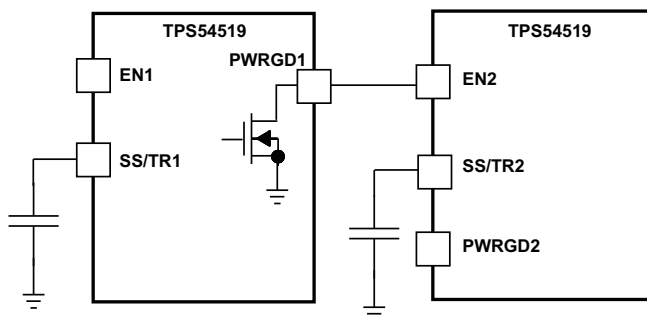 TPS54519
EN1
PWRGD1
SS/TR1
TPS54519
EN2
SS/TR2
PWRGD2